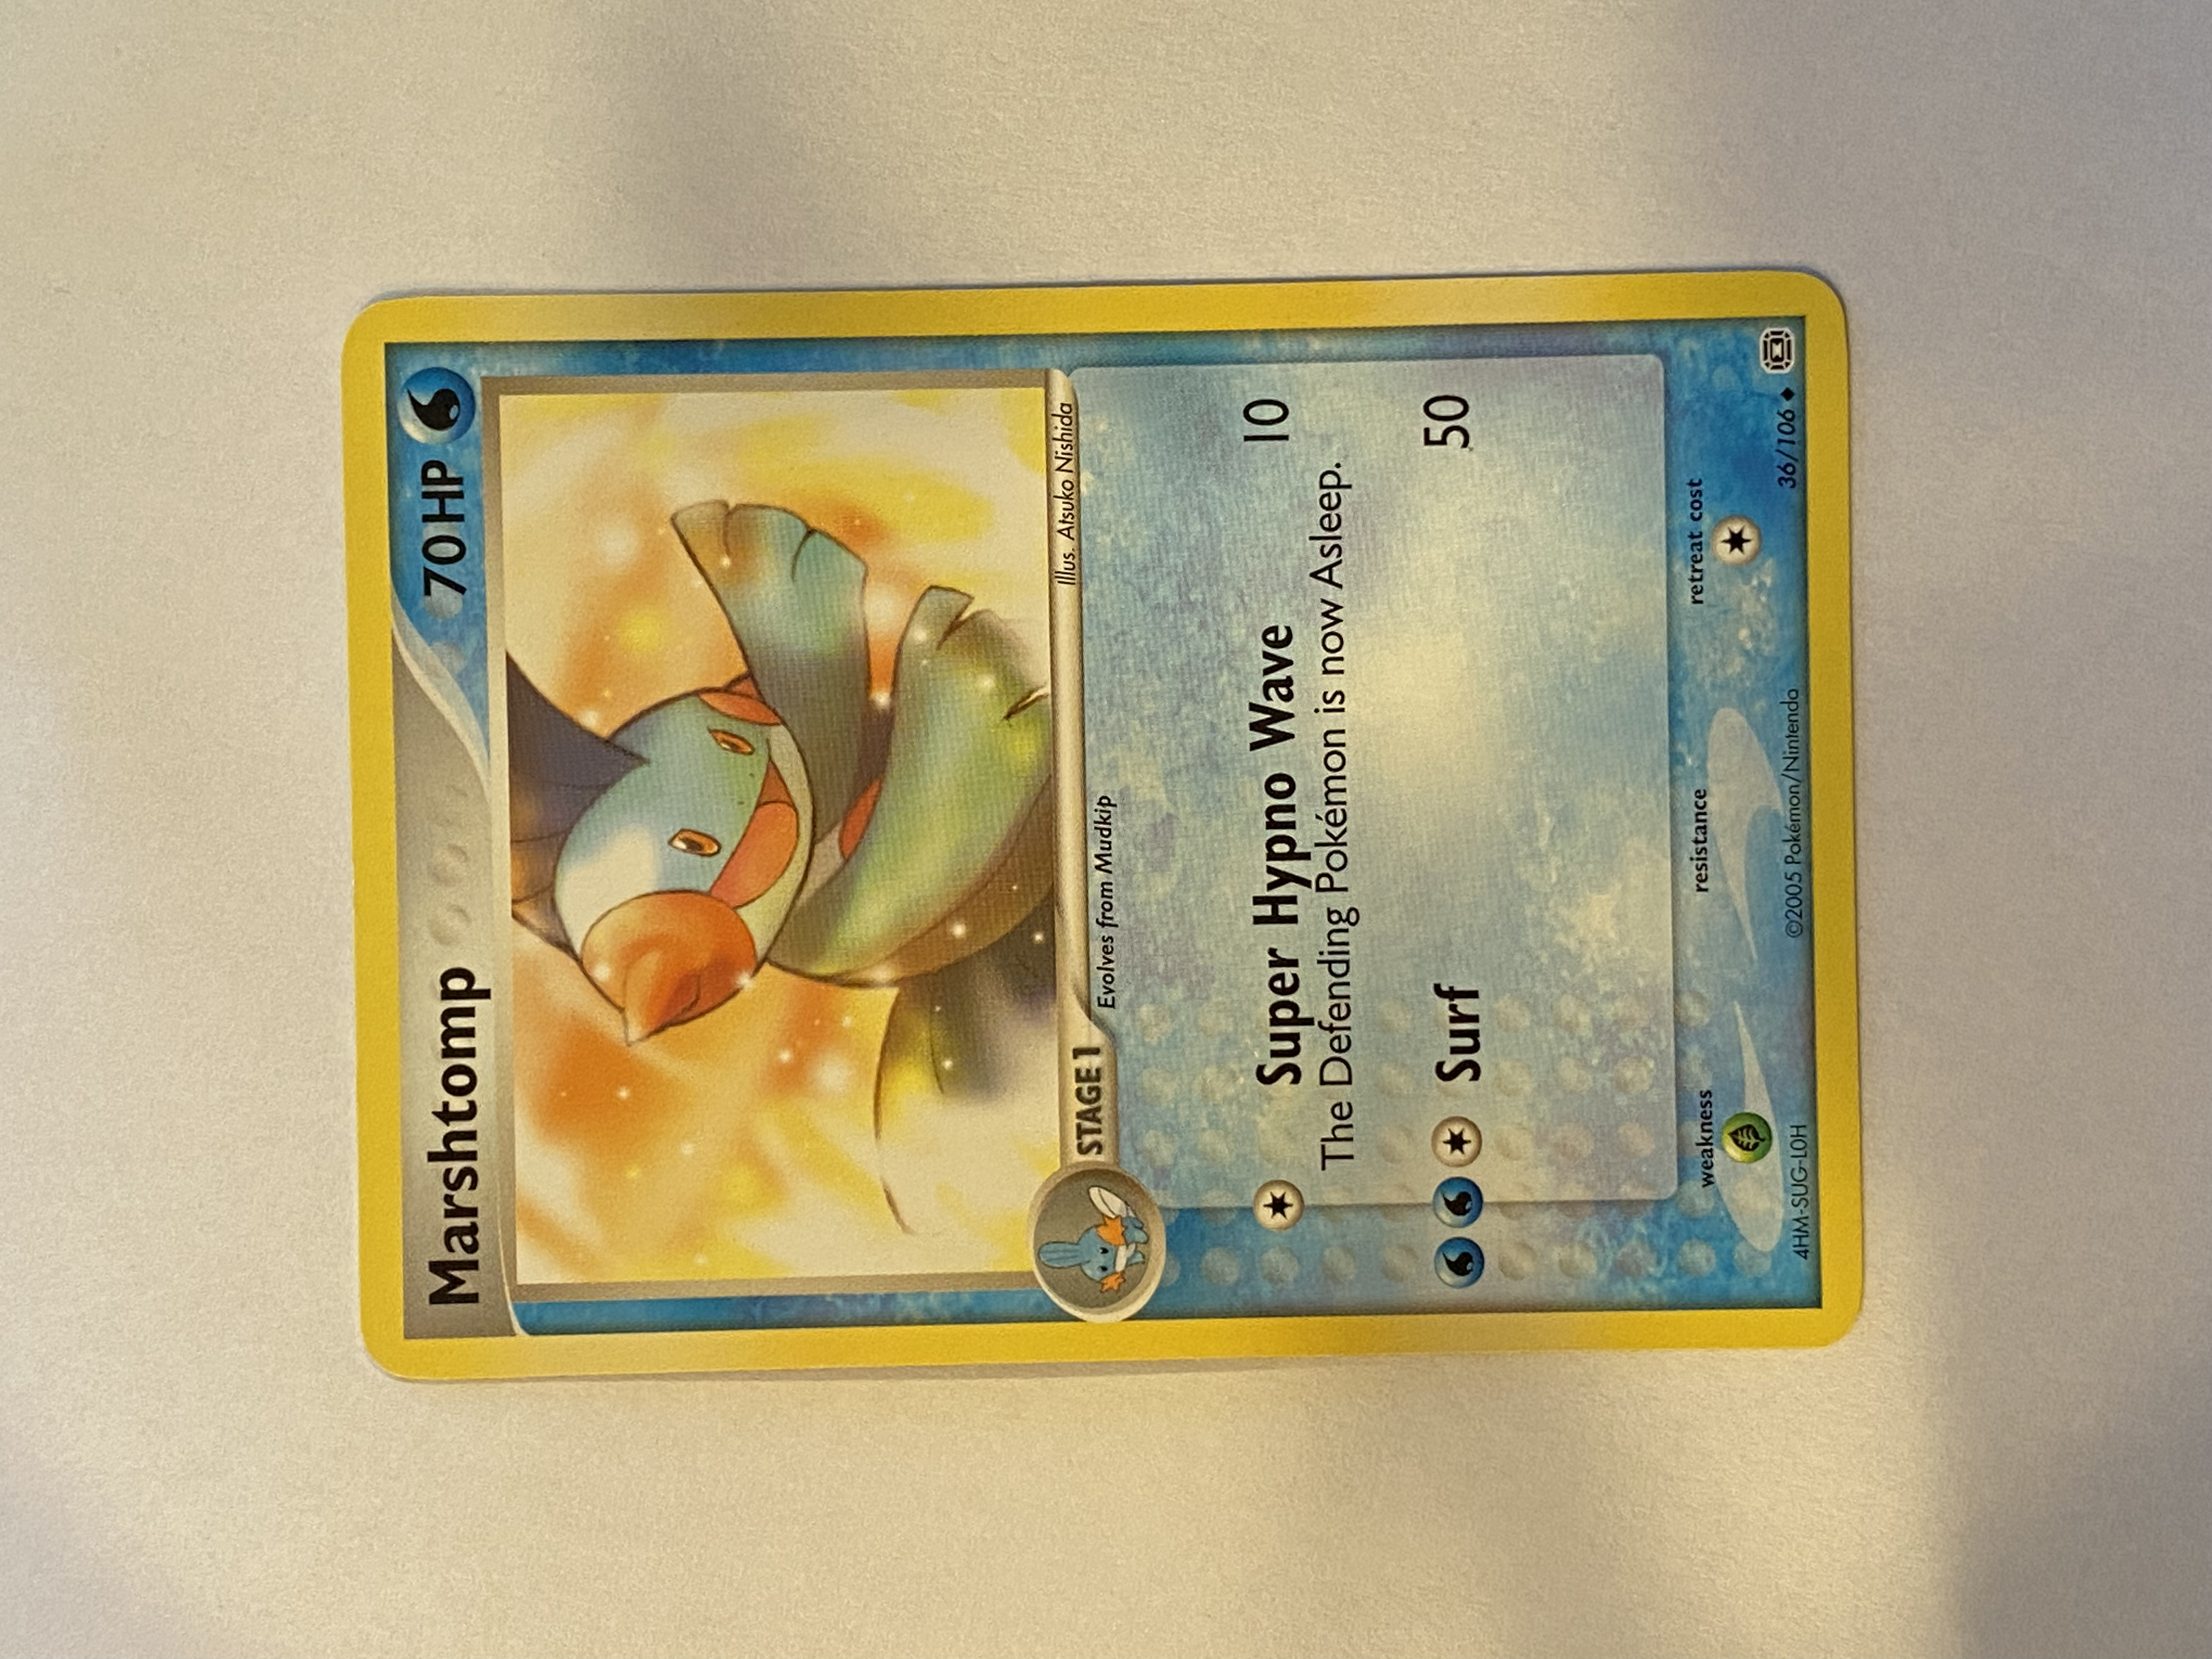 Marshtomp 70 HP
Illus. Atsuko Nishida
STAGE 1
Evolves from Mudkip
Super Hypno Wave 10
The Defending Pokémon is now Asleep.
Surf 50
weakness resistance retreat cost
4HM-SUG-L0H ©2005 Pokémon/Nintendo 36/106